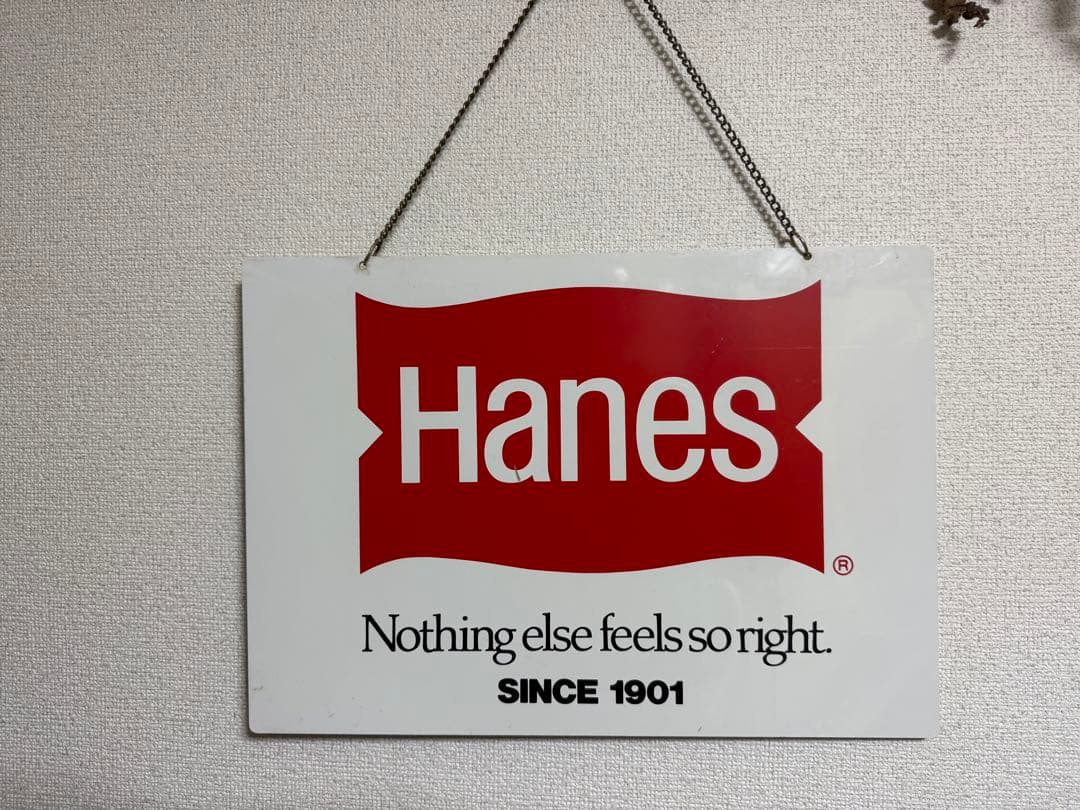 Hanes
®
Nothing else feels so right.
SINCE 1901